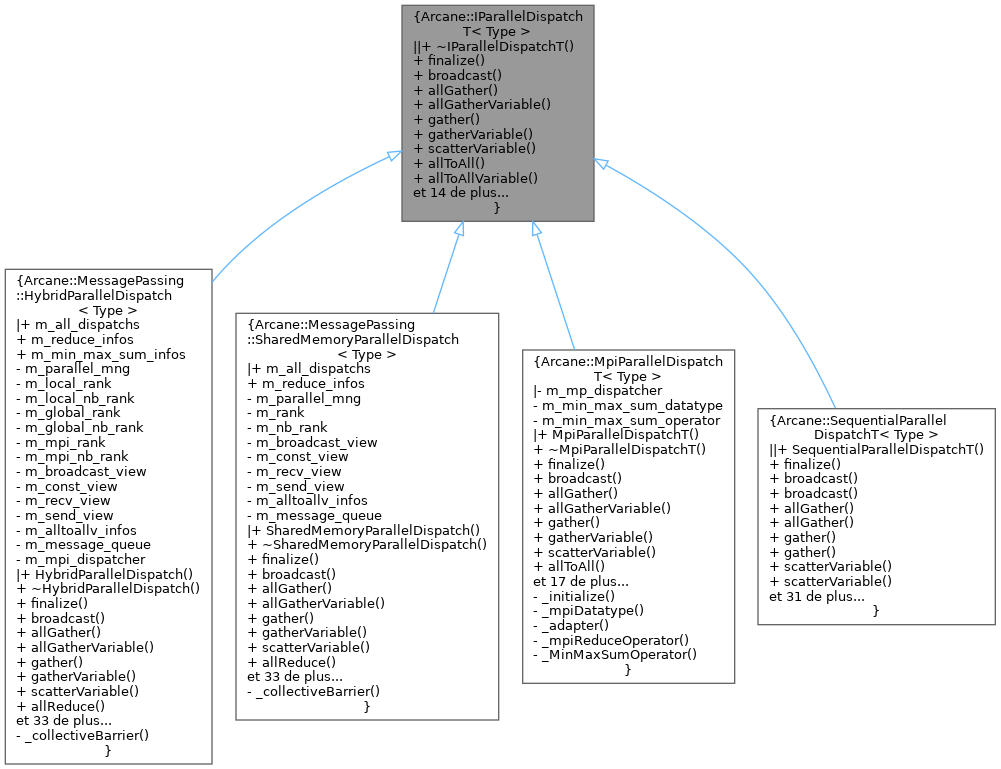 {Arcane::IParallelDispatch
T< Type >
||+ ~IParallelDispatchT()
+ finalize()
+ broadcast()
+ allGather()
+ allGatherVariable()
+ gather()
+ gatherVariable()
+ scatterVariable()
+ allToAll()
+ allToAllVariable()
et 14 de plus...
}
{Arcane::MessagePassing
::HybridParallelDispatch
< Type >
|+ m_all_dispatchs
+ m_reduce_infos
+ m_min_max_sum_infos
- m_parallel_mng
- m_local_rank
- m_local_nb_rank
- m_global_rank
- m_global_nb_rank
- m_mpi_rank
- m_mpi_nb_rank
- m_broadcast_view
- m_const_view
- m_recv_view
- m_send_view
- m_alltoallv_infos
- m_message_queue
- m_mpi_dispatcher
|+ HybridParallelDispatch()
+ ~HybridParallelDispatch()
+ finalize()
+ broadcast()
+ allGather()
+ allGatherVariable()
+ gather()
+ gatherVariable()
+ scatterVariable()
+ allReduce()
et 33 de plus...
- _collectiveBarrier()
}
{Arcane::MessagePassing
::SharedMemoryParallelDispatch
< Type >
|+ m_all_dispatchs
+ m_reduce_infos
- m_parallel_mng
- m_rank
- m_nb_rank
- m_broadcast_view
- m_const_view
- m_recv_view
- m_send_view
- m_alltoallv_infos
- m_message_queue
|+ SharedMemoryParallelDispatch()
+ ~SharedMemoryParallelDispatch()
+ finalize()
+ broadcast()
+ allGather()
+ allGatherVariable()
+ gather()
+ gatherVariable()
+ scatterVariable()
+ allReduce()
et 33 de plus...
- _collectiveBarrier()
}
{Arcane::MpiParallelDispatch
T< Type >
|- m_mp_dispatcher
- m_min_max_sum_datatype
- m_min_max_sum_operator
|+ MpiParallelDispatchT()
+ ~MpiParallelDispatchT()
+ finalize()
+ broadcast()
+ allGather()
+ allGatherVariable()
+ gather()
+ gatherVariable()
+ scatterVariable()
+ allToAll()
et 17 de plus...
- _initialize()
- _mpiDatatype()
- _adapter()
- _mpiReduceOperator()
- _MinMaxSumOperator()
}
{Arcane::SequentialParallel
DispatchT< Type >
||+ SequentialParallelDispatchT()
+ finalize()
+ broadcast()
+ broadcast()
+ allGather()
+ allGather()
+ gather()
+ gather()
+ scatterVariable()
+ scatterVariable()
et 31 de plus...
}